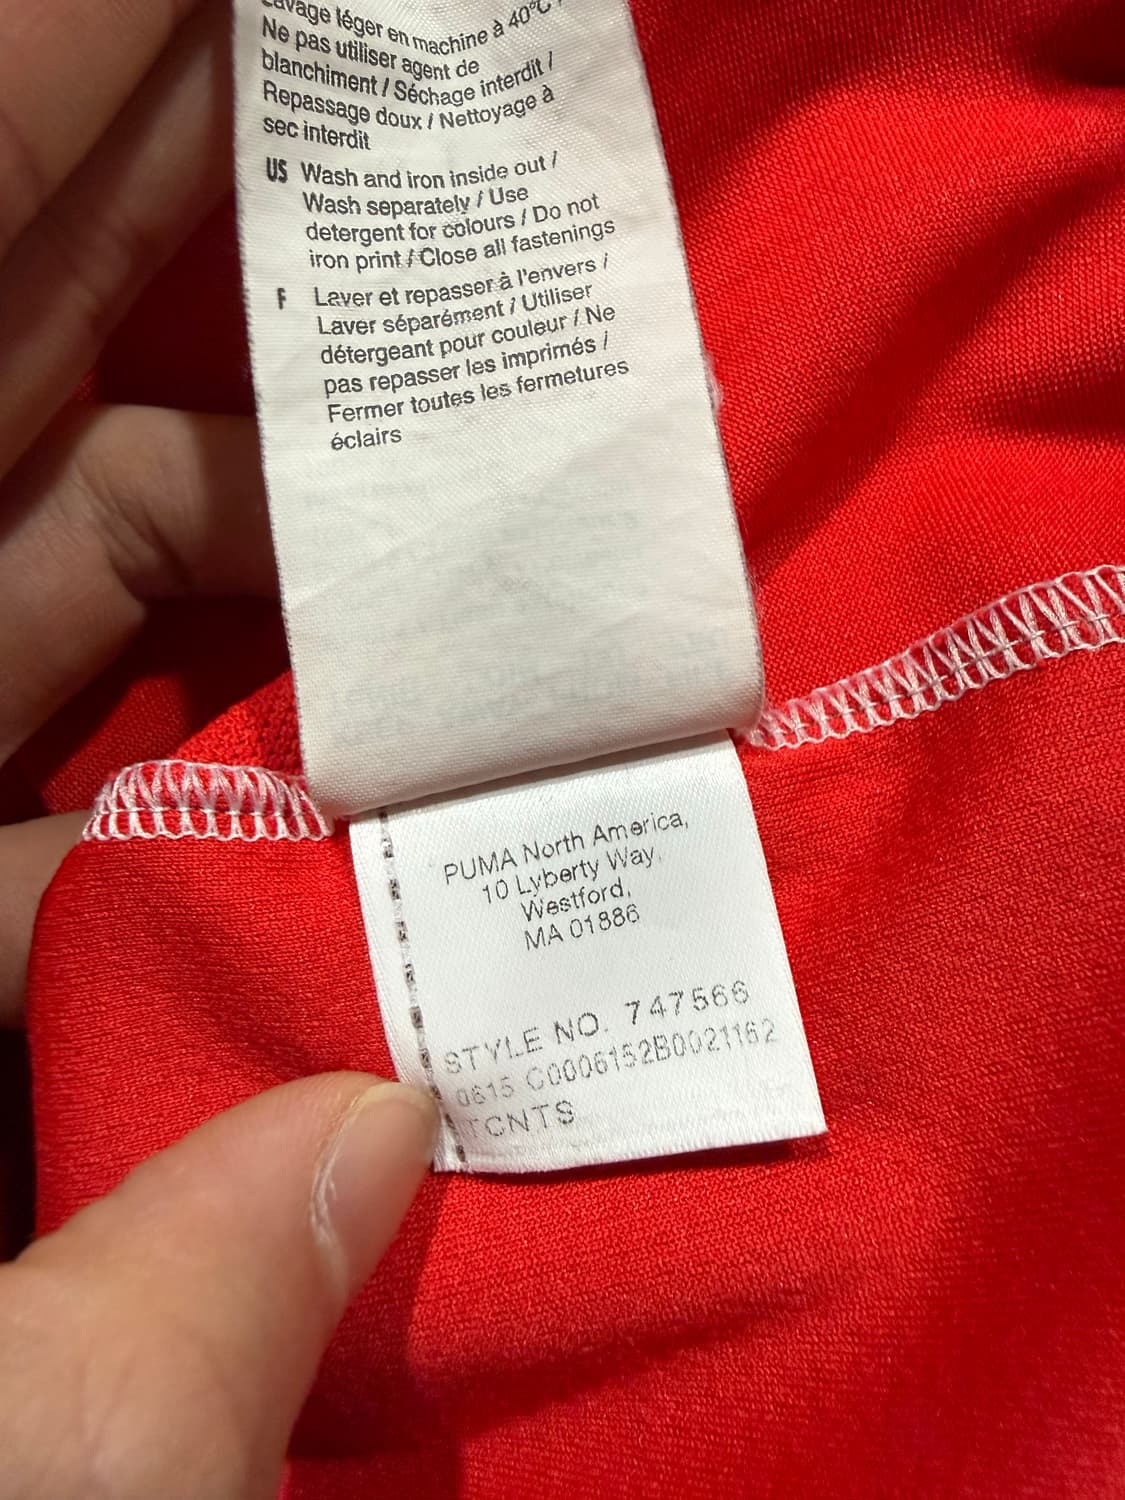 Lavage léger en machine à 40°C /
Ne pas utiliser agent de
blanchiment / Séchage interdit /
Repassage doux / Nettoyage à
sec interdit
US Wash and iron inside out /
Wash separately / Use
detergent for colours / Do not
iron print / Close all fastenings
F Laver et repasser à l'envers /
Laver séparément / Utiliser
détergeant pour couleur / Ne
pas repasser les imprimés /
Fermer toutes les fermetures
éclairs
PUMA North America,
10 Lyberty Way,
Westford,
MA 01886
STYLE NO. 747566
0615 C0006152B0021162
TCNTS